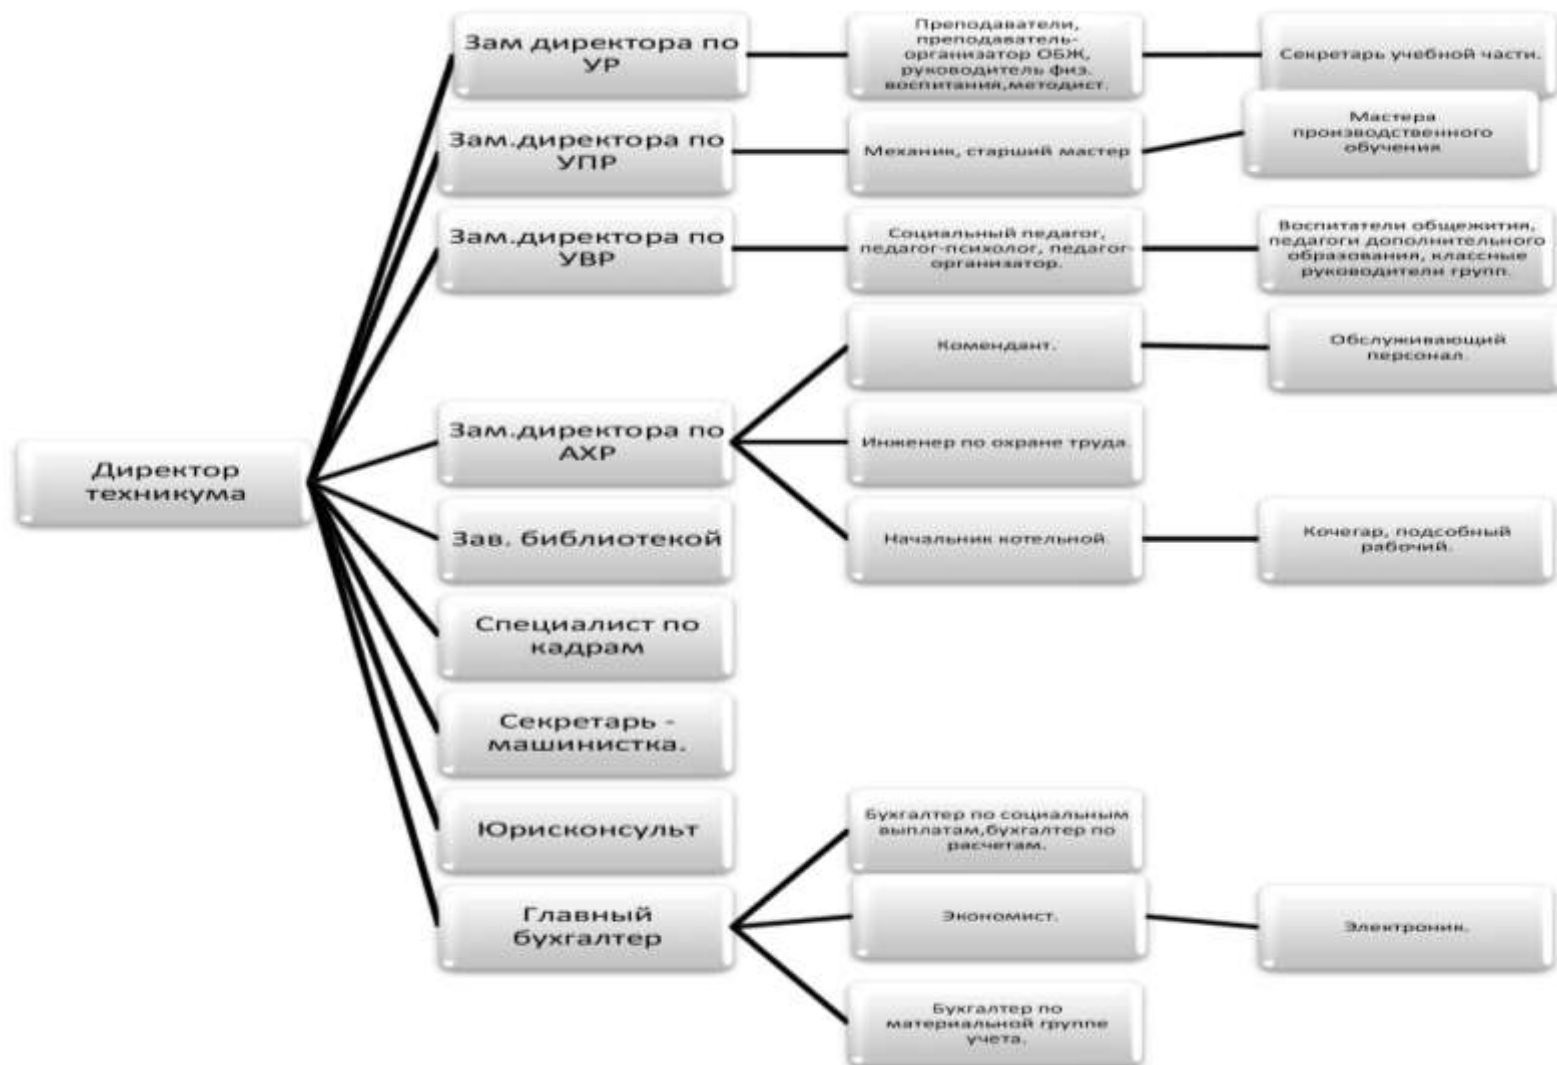 Директор
техникума
Зам директора по
УР
Преподаватели,
преподаватель-
организатор ОБЖ,
руководитель физ.
воспитания,методист.
Секретарь учебной части.
Зам.директора по
УПР
Механик, старший мастер
Мастера
производственного
обучения
Зам.директора по
УВР
Социальный педагог,
педагог-психолог, педагог-
организатор.
Воспитатели общежития,
педагоги дополнительного
образования, классные
руководители групп.
Зам.директора по
АХР
Комендант.
Обслуживающий
персонал.
Инженер по охране труда.
Начальник котельной
Кочегар, подсобный
рабочий.
Зав. библиотекой
Специалист по
кадрам
Секретарь -
машинистка.
Юрисконсульт
Главный
бухгалтер
Бухгалтер по социальным
выплатам,бухгалтер по
расчетам.
Экономист.
Электроник.
Бухгалтер по
материальной группе
учета.